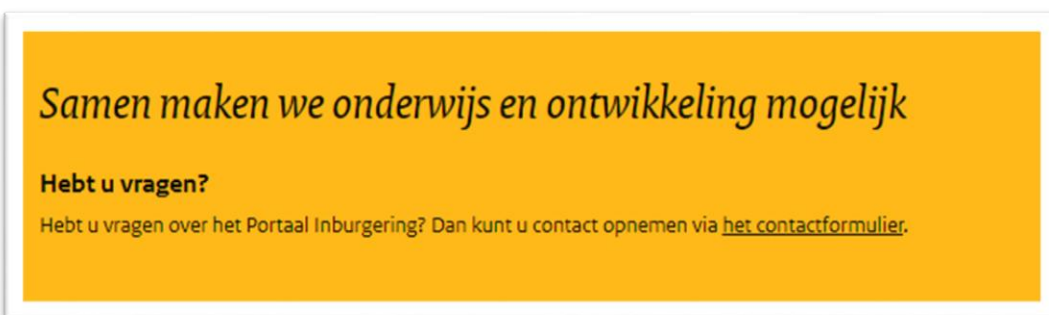 Samen maken we onderwijs en ontwikkeling mogelijk
Hebt u vragen?
Hebt u vragen over het Portaal Inburgering? Dan kunt u contact opnemen via het contactformulier.